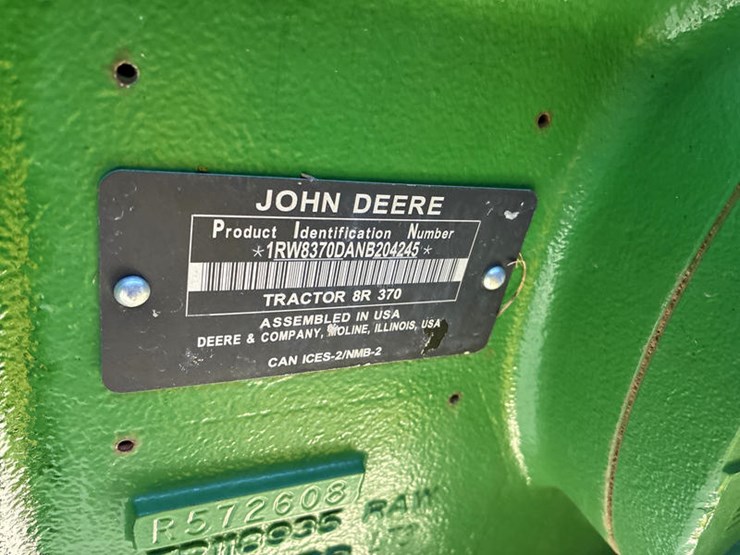 JOHN DEERE
Product Identification Number
*1RW8370DANB204245*
TRACTOR 8R 370
ASSEMBLED IN USA
DEERE & COMPANY, MOLINE, ILLINOIS, USA
CAN ICES-2/NMB-2
R572608
RAW